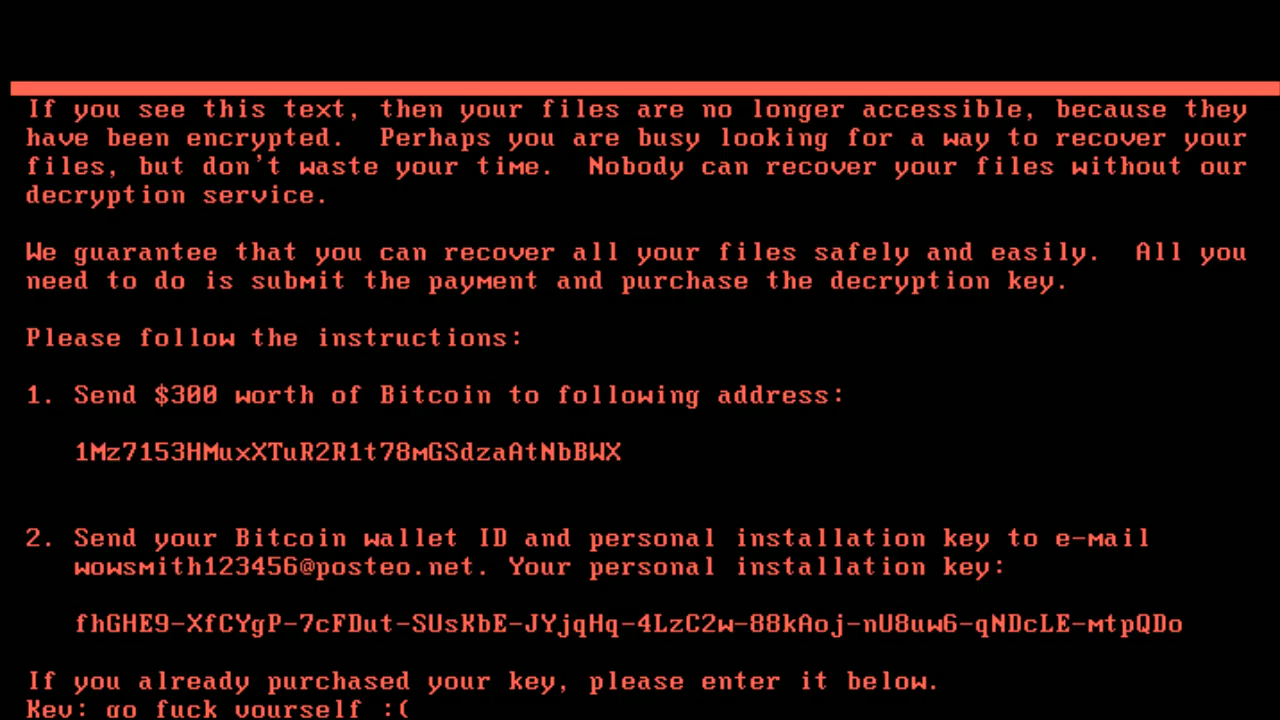 If you see this text, then your files are no longer accessible, because they
have been encrypted.  Perhaps you are busy looking for a way to recover your
files, but don't waste your time.  Nobody can recover your files without our
decryption service.
We guarantee that you can recover all your files safely and easily.  All you
need to do is submit the payment and purchase the decryption key.
Please follow the instructions:
1. Send $300 worth of Bitcoin to following address:
1Mz7153HMuxXTuR2R1t78mGSdzaAtNbBWX
2. Send your Bitcoin wallet ID and personal installation key to e-mail
wowsmith123456@posteo.net. Your personal installation key:
fhGHE9-XfCYgP-7cFDut-SUsKbE-JYjqHq-4LzC2w-88kAoj-nU8uw6-qNDcLE-mtpQDo
If you already purchased your key, please enter it below.
Key: go fuck yourself :(